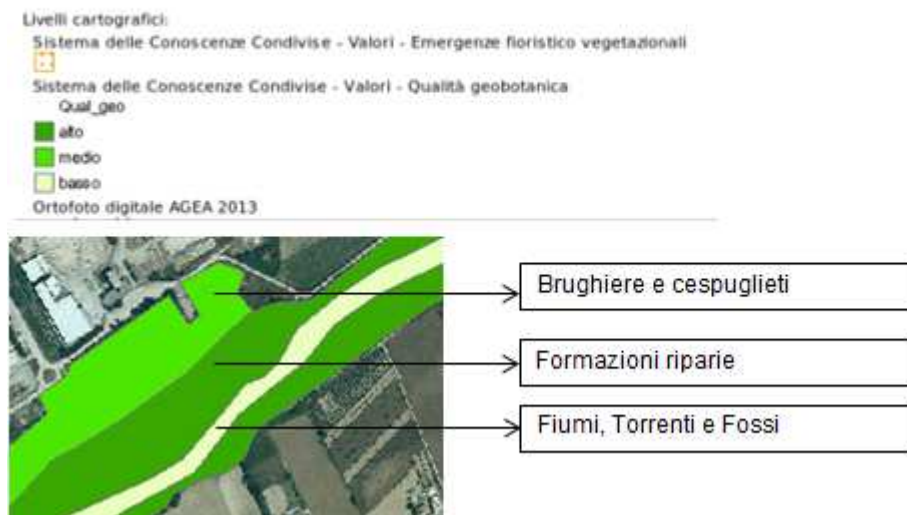 Livelli cartografici:
Sistema delle Conoscenze Condivise - Valori - Emergenze fioristico vegetazionali
Sistema delle Conoscenze Condivise - Valori - Qualità geobotanica
Qual_geo
alto
medio
basso
Ortofoto digitale AGEA 2013
Brughiere e cespuglieti
Formazioni riparie
Fiumi, Torrenti e Fossi